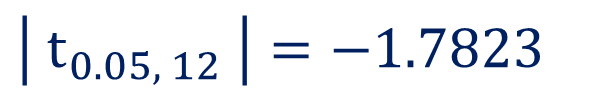 | t₀.₀₅, ₁₂ | = −1.7823